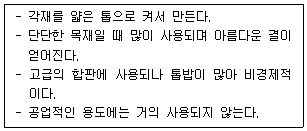 - 각재를 얇은 톱으로 켜서 만든다.
- 단단한 목재일 때 많이 사용되며 아름다운 결이
얻어진다.
- 고급의 합판에 사용되나 톱밥이 많아 비경제적
이다.
- 공업적인 용도에는 거의 사용되지 않는다.